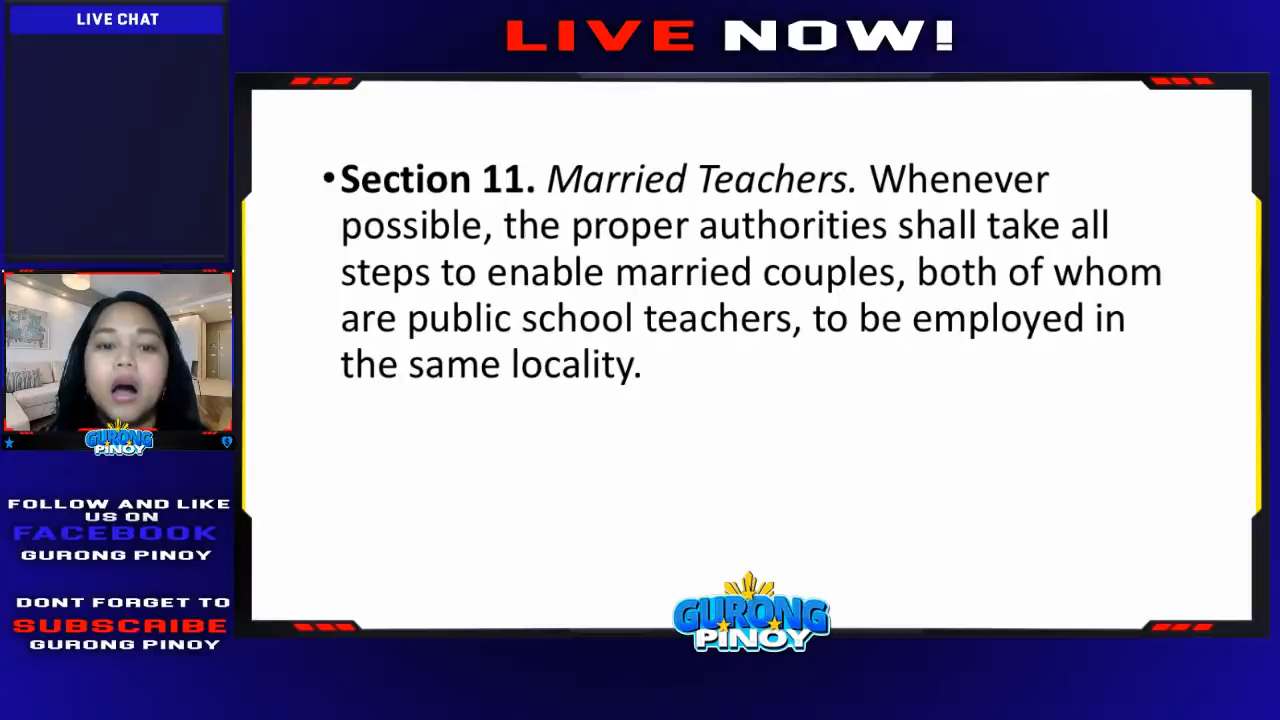 LIVE CHAT
LIVE NOW!
•Section 11. Married Teachers. Whenever
possible, the proper authorities shall take all
steps to enable married couples, both of whom
are public school teachers, to be employed in
the same locality.
GURONG
PINOY
FOLLOW AND LIKE
US ON
FACEBOOK
GURONG PINOY
DONT FORGET TO
SUBSCRIBE
GURONG PINOY
GURONG
PINOY